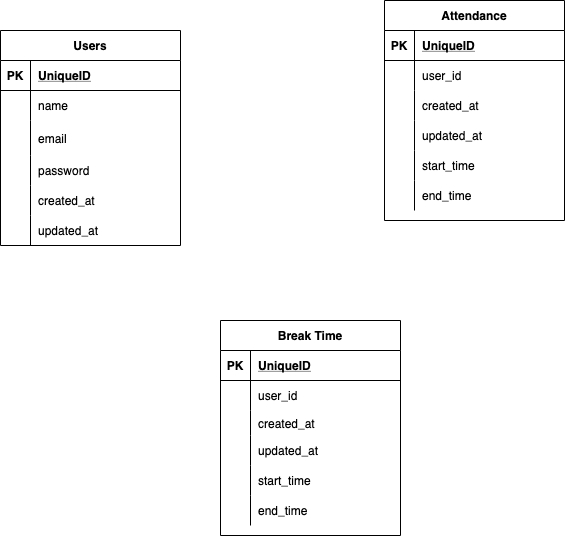 Users
PK UniqueID
name
email
password
created_at
updated_at
Attendance
PK UniqueID
user_id
created_at
updated_at
start_time
end_time
Break Time
PK UniqueID
user_id
created_at
updated_at
start_time
end_time